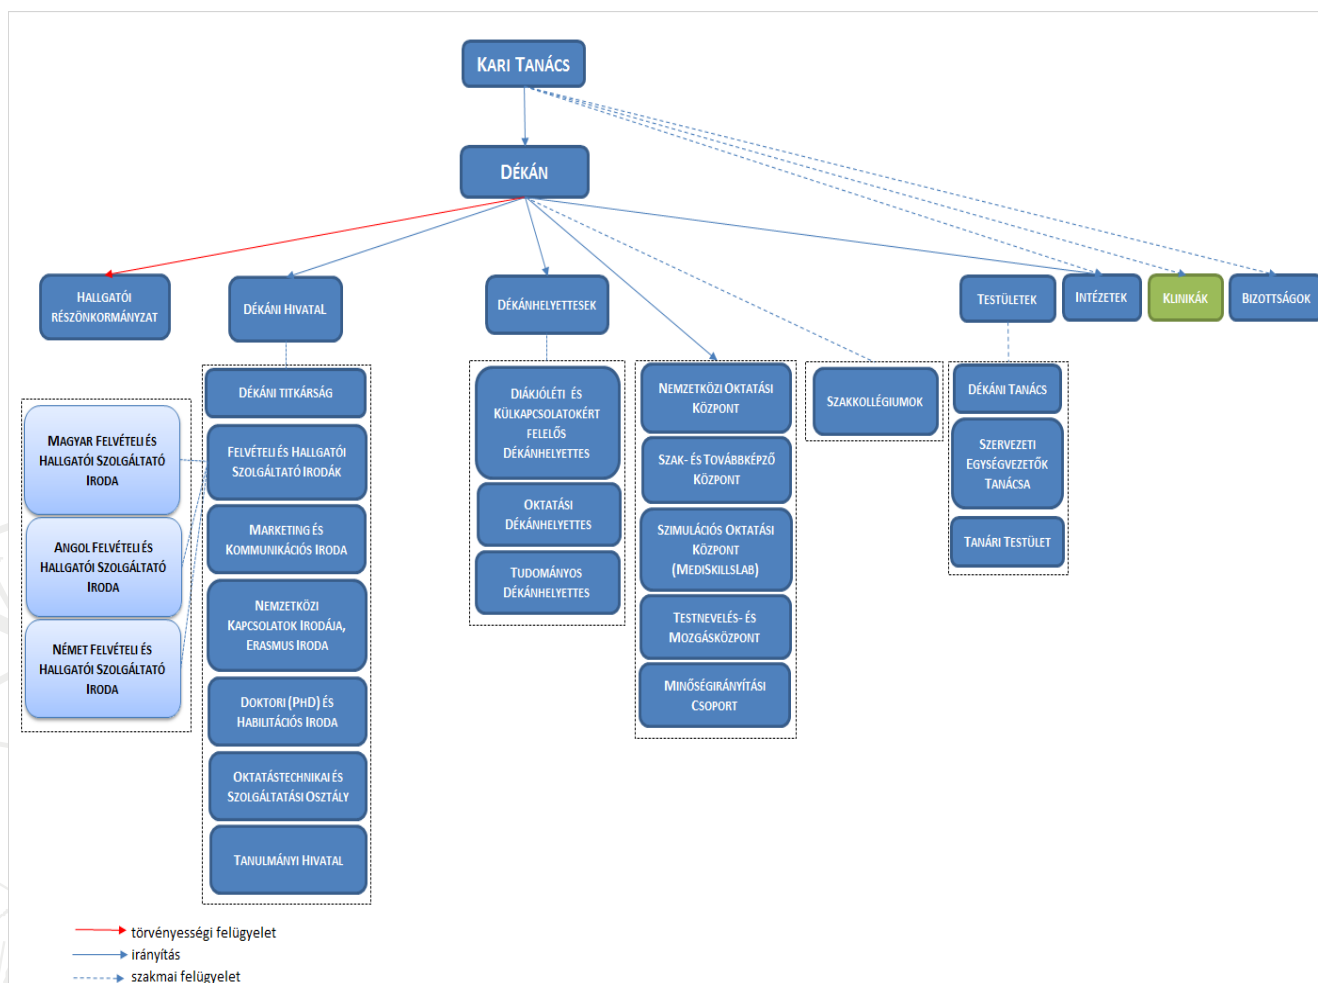 KARI TANÁCS
DÉKÁN
HALLGATÓI
RÉSZÖNKORMÁNYZAT
DÉKÁNI HIVATAL
DÉKÁNHELYETTESEK
TESTÜLETEK
INTÉZETEK
KLINIKÁK
BIZOTTSÁGOK
MAGYAR FELVÉTELI ÉS
HALLGATÓI SZOLGÁLTATÓ
IRODA
ANGOL FELVÉTELI ÉS
HALLGATÓI SZOLGÁLTATÓ
IRODA
NÉMET FELVÉTELI ÉS
HALLGATÓI SZOLGÁLTATÓ
IRODA
DÉKÁNI TITKÁRSÁG
FELVÉTELI ÉS HALLGATÓI
SZOLGÁLTATÓ IRODÁK
MARKETING ÉS
KOMMUNIKÁCIÓS IRODA
NEMZETKÖZI
KAPCSOLATOK IRODÁJA,
ERASMUS IRODA
DOKTORI (PHD) ÉS
HABILITÁCIÓS IRODA
OKTATÁSTECHNIKAI ÉS
SZOLGÁLTATÁSI OSZTÁLY
TANULMÁNYI HIVATAL
DIÁKJÓLÉTI ÉS
KÜLKAPCSOLATOKÉRT
FELELŐS
DÉKÁNHELYETTES
OKTATÁSI
DÉKÁNHELYETTES
TUDOMÁNYOS
DÉKÁNHELYETTES
NEMZETKÖZI OKTATÁSI
KÖZPONT
SZAK- ÉS TOVÁBBKÉPZŐ
KÖZPONT
SZIMULÁCIÓS OKTATÁSI
KÖZPONT
(MEDISKILLSLAB)
TESTNEVELÉS- ÉS
MOZGÁSKÖZPONT
MINŐSÉGIRÁNYÍTÁSI
CSOPORT
SZAKKOLLÉGIUMOK
DÉKÁNI TANÁCS
SZERVEZETI
EGYSÉGVEZETŐK
TANÁCSA
TANÁRI TESTÜLET
törvényességi felügyelet
irányítás
szakmai felügyelet